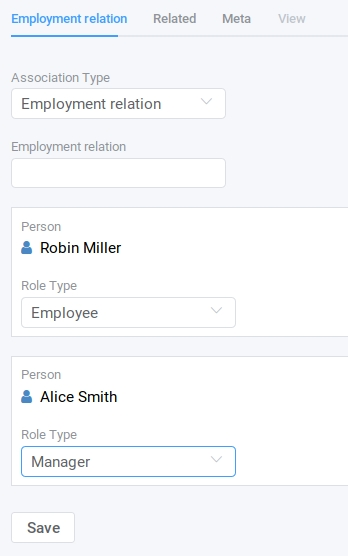 Employment relation Related Meta View
Association Type
Employment relation
Employment relation
Person
Robin Miller
Role Type
Employee
Person
Alice Smith
Role Type
Manager
Save